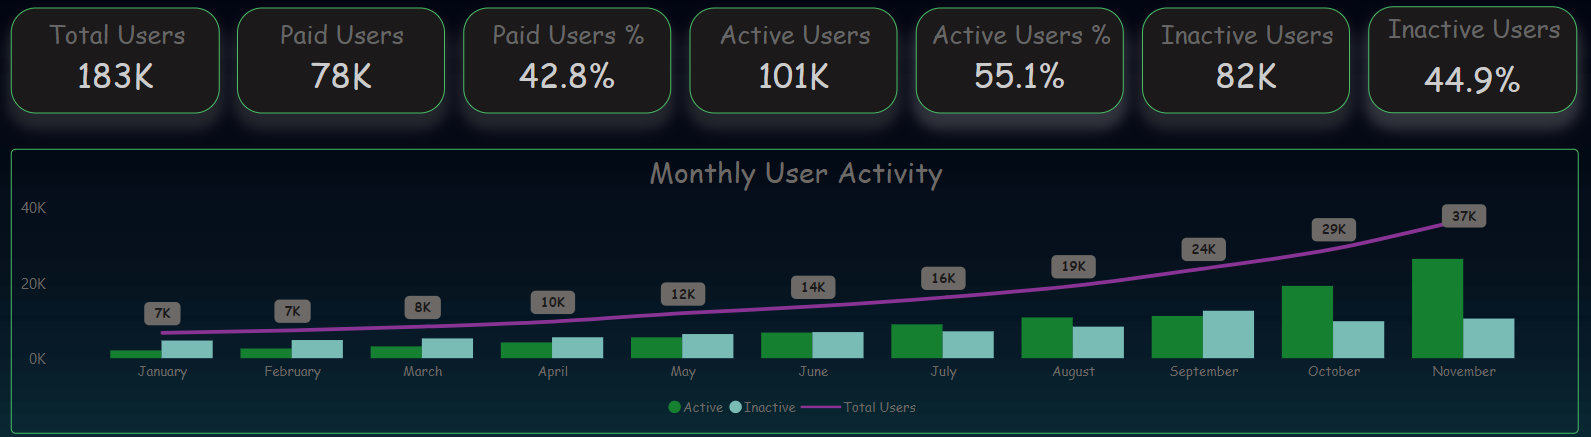 Total Users
183K
Paid Users
78K
Paid Users %
42.8%
Active Users
101K
Active Users %
55.1%
Inactive Users
82K
Inactive Users
44.9%
Monthly User Activity
40K
20K
0K
7K
7K
8K
10K
12K
14K
16K
19K
24K
29K
37K
January
February
March
April
May
June
July
August
September
October
November
Active Inactive Total Users